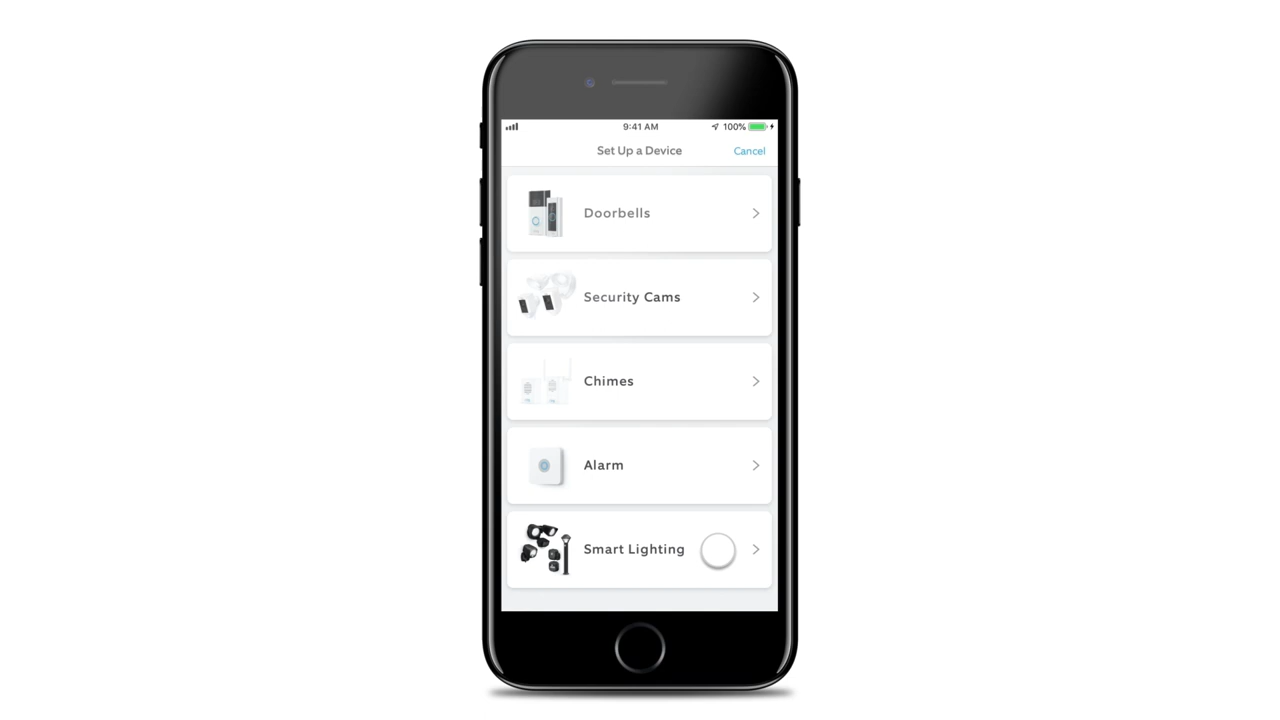 9:41 AM
100%
Set Up a Device
Cancel
Doorbells
Security Cams
Chimes
Alarm
Smart Lighting